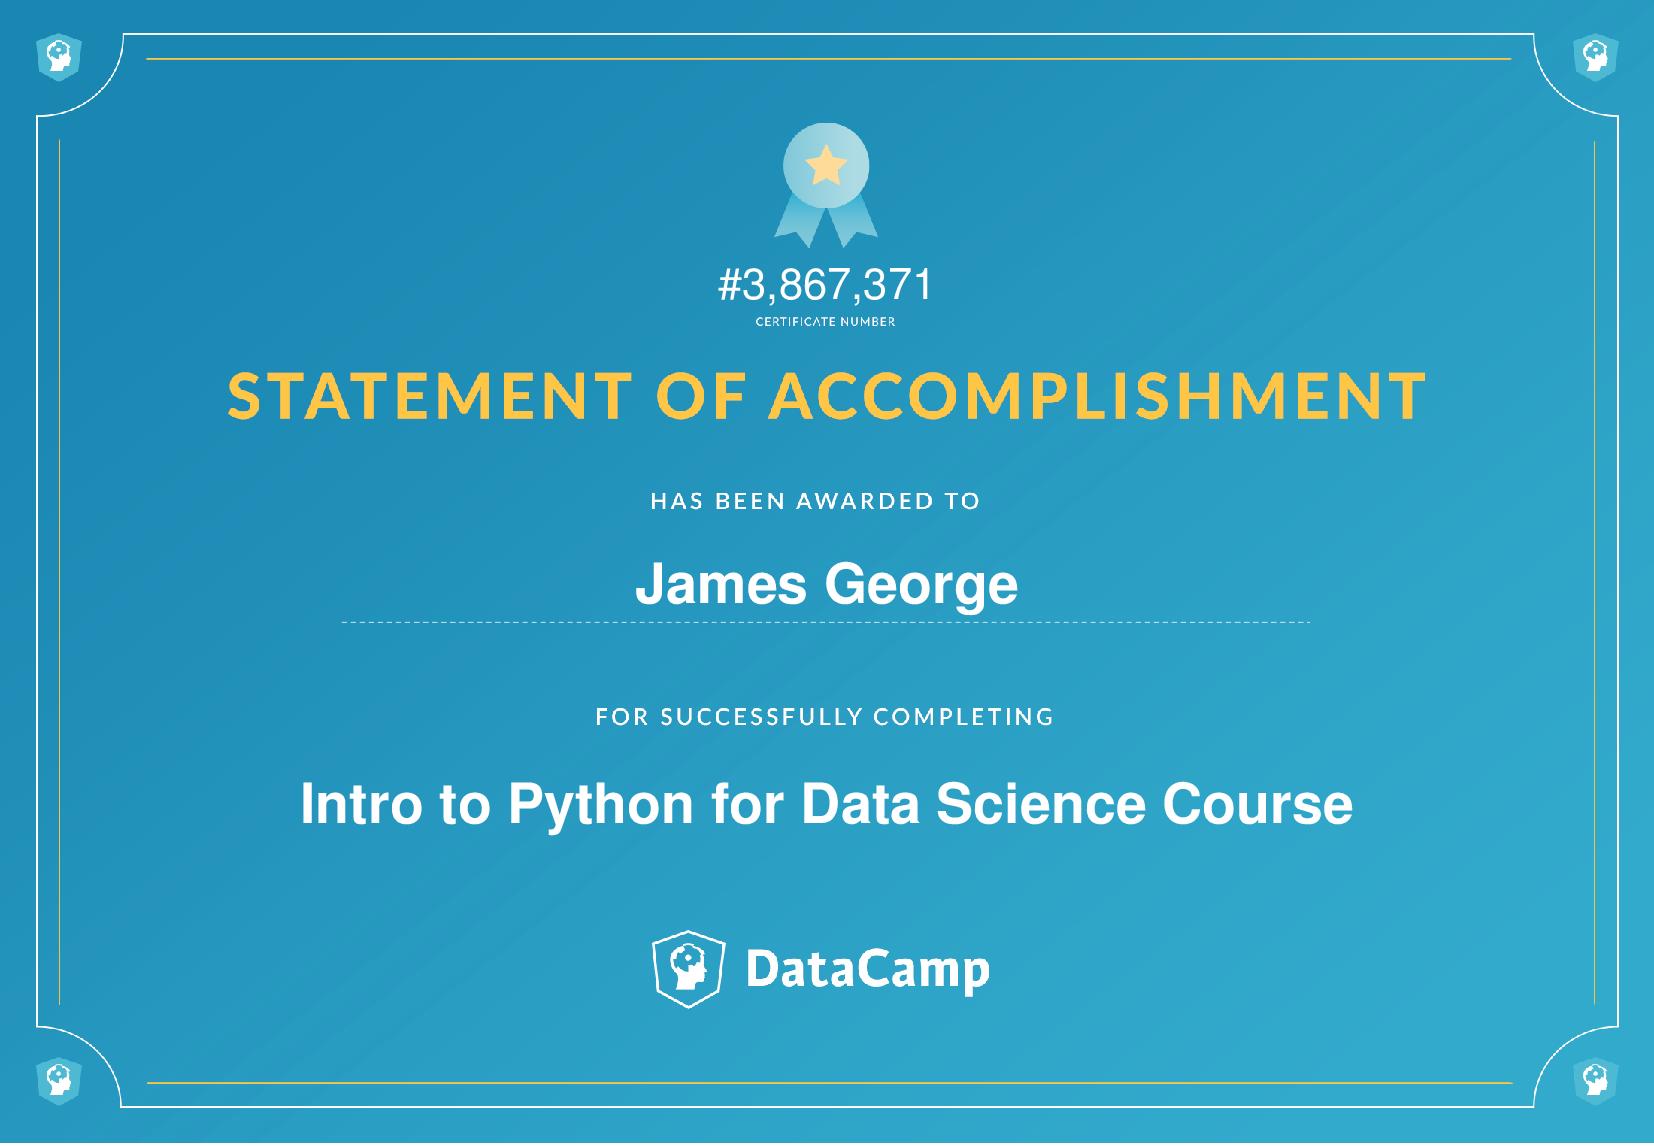 #3,867,371
CERTIFICATE NUMBER
STATEMENT OF ACCOMPLISHMENT
HAS BEEN AWARDED TO
James George
FOR SUCCESSFULLY COMPLETING
Intro to Python for Data Science Course
DataCamp